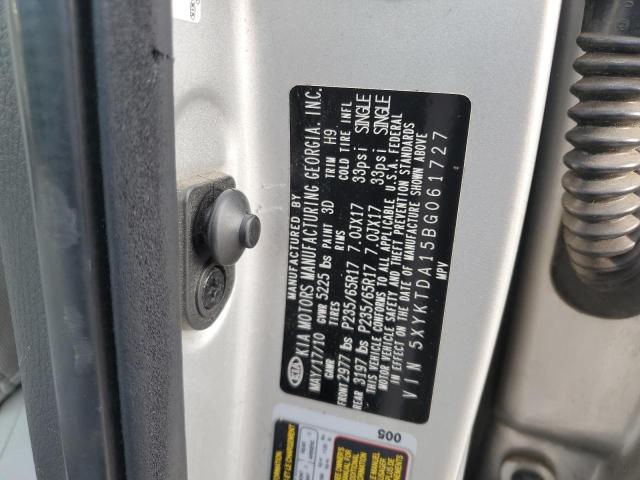 MANUFACTURED BY
KIA KIA MOTORS MANUFACTURING GEORGIA. INC.
MAY/17/10 GVWR 5225 lbs PAINT 3D TRIM H9
GAWR TIRES RIMS COLD TIRE INFL
FRONT 2977 lbs P235/65R17 7.0JX17 33psi SINGLE
REAR 3197 lbs P235/65R17 7.0JX17 33psi SINGLE
THIS VEHICLE CONFORMS TO ALL APPLICABLE U.S.A. FEDERAL
MOTOR VEHICLE SAFETY AND THEFT PREVENTION STANDARDS
IN EFFECT ON THE DATE OF MANUFACTURE SHOWN ABOVE
VIN 5XYKTDA15BG061727
MPV
005